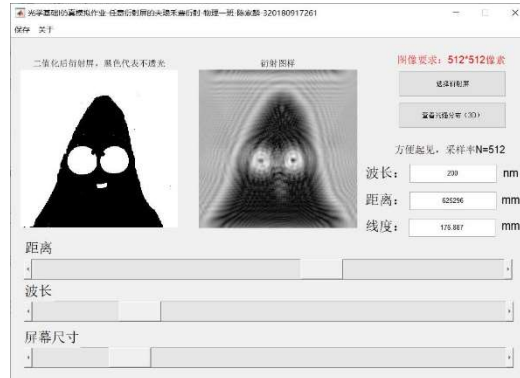 光学基础I仿真模拟作业-任意衍射屏的夫琅禾费衍射-物理一班-陈家麟-320180917261
保存 关于
二值化后衍射屏,黑色代表不透光
衍射图样
图像要求:512*512像素
选择衍射屏
查看光强分布(3D)
方便起见,采样率N=512
波长: 200 nm
距离: 625296 mm
线度: 176.887 mm
距离
波长
屏幕尺寸